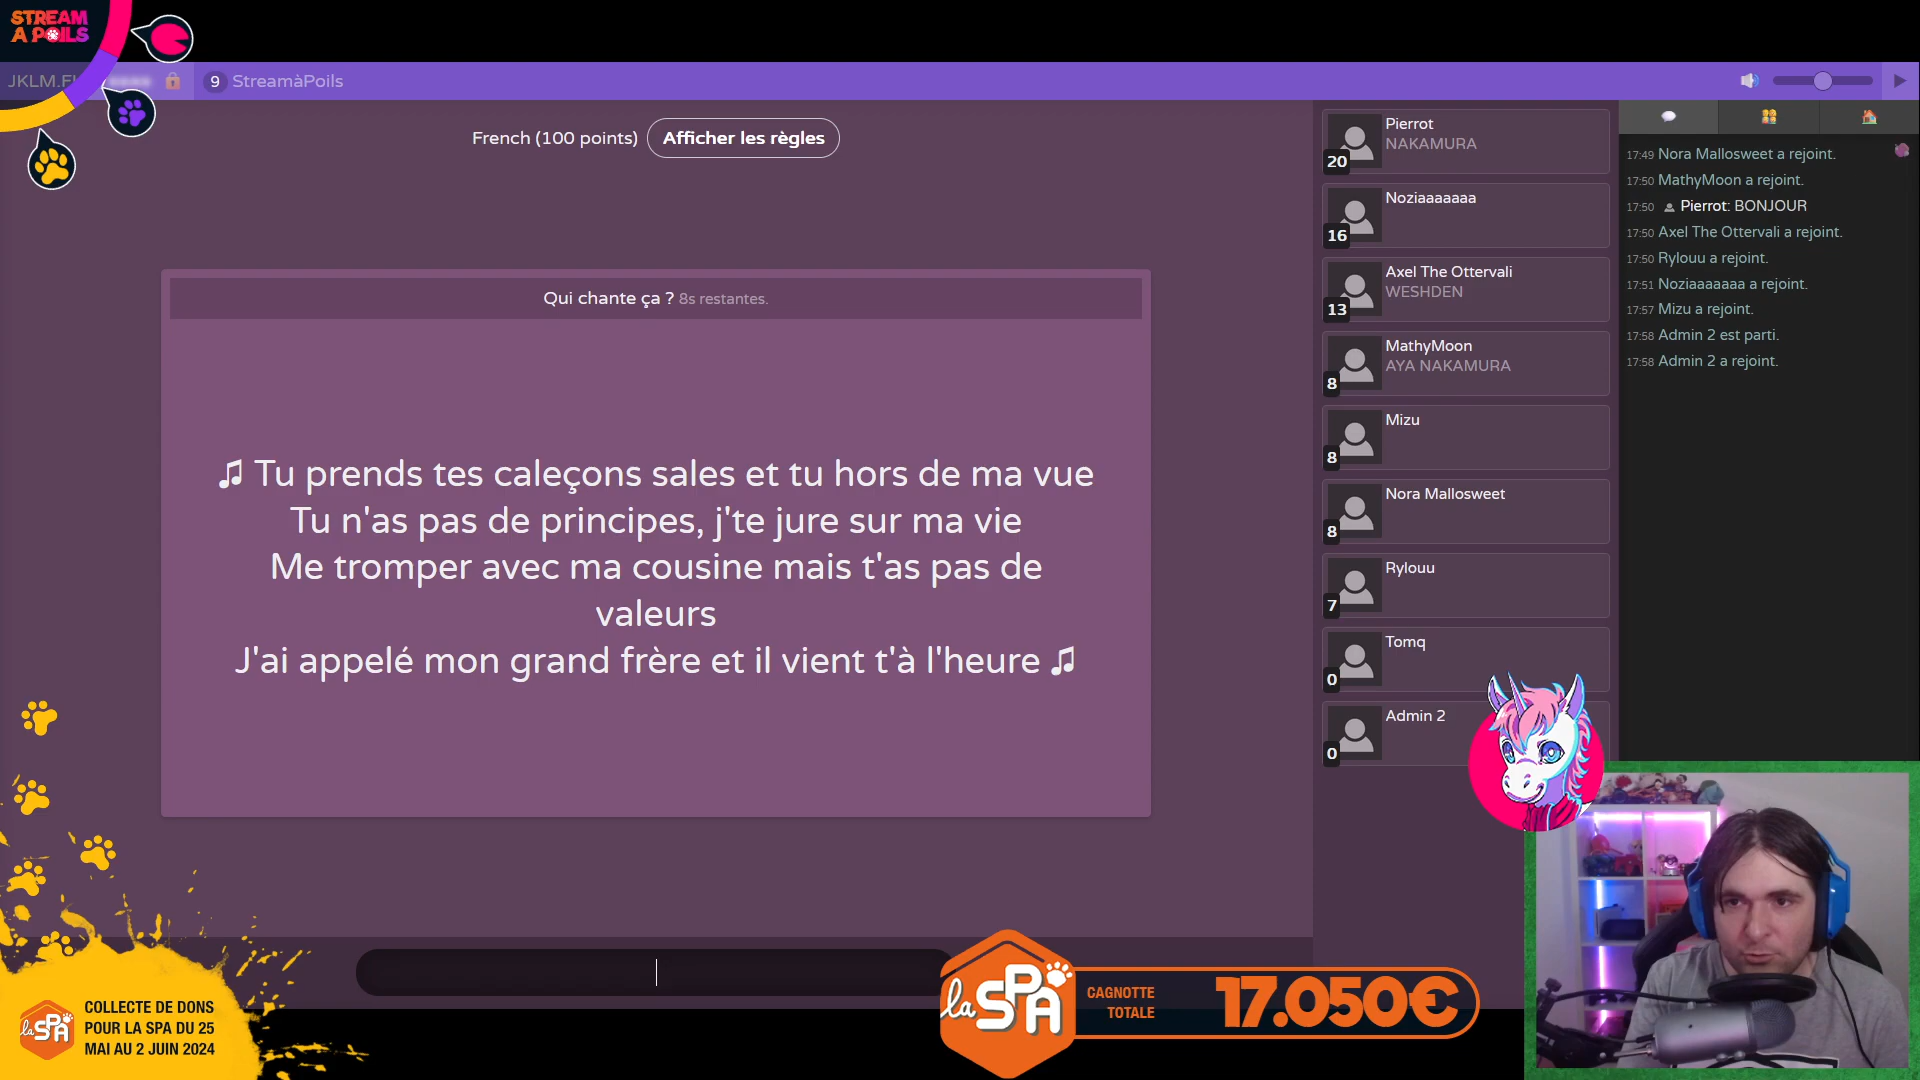 STREAM
A POILS
JKLM.F
9 StreamàPoils
French (100 points) Afficher les règles
Qui chante ça ? 8s restantes.
♫ Tu prends tes caleçons sales et tu hors de ma vue
Tu n'as pas de principes, j'te jure sur ma vie
Me tromper avec ma cousine mais t'as pas de
valeurs
J'ai appelé mon grand frère et il vient t'à l'heure ♫
Pierrot
NAKAMURA
20
Noziaaaaaaa
16
Axel The Ottervali
WESHDEN
13
MathyMoon
AYA NAKAMURA
8
Mizu
8
Nora Mallosweet
8
Rylouu
7
Tomq
0
Admin 2
0
17:49 Nora Mallosweet a rejoint.
17:50 MathyMoon a rejoint.
17:50 Pierrot: BONJOUR
17:50 Axel The Ottervali a rejoint.
17:50 Rylouu a rejoint.
17:51 Noziaaaaaaa a rejoint.
17:57 Mizu a rejoint.
17:58 Admin 2 est parti.
17:58 Admin 2 a rejoint.
la SPA
COLLECTE DE DONS
POUR LA SPA DU 25
MAI AU 2 JUIN 2024
la SPA
CAGNOTTE
TOTALE
17.050€